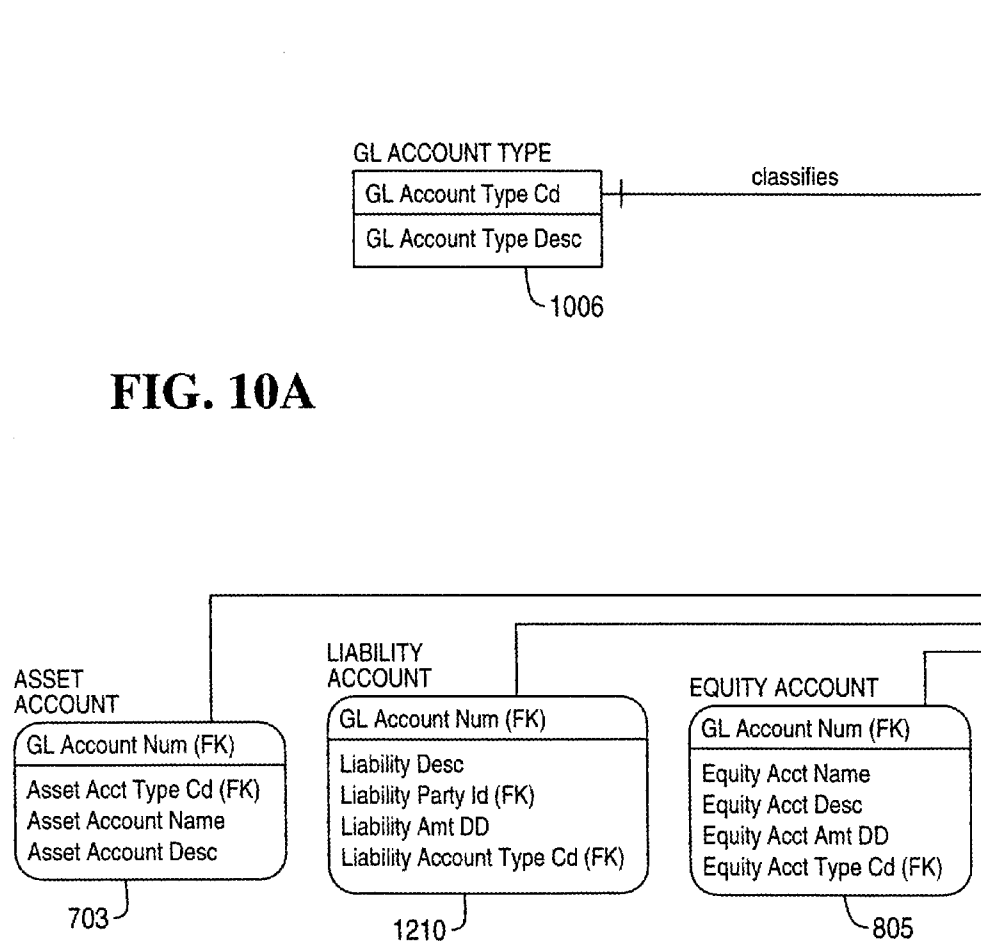 GL ACCOUNT TYPE
GL Account Type Cd
classifies
GL Account Type Desc
1006
FIG. 10A
ASSET
ACCOUNT
GL Account Num (FK)
Asset Acct Type Cd (FK)
Asset Account Name
Asset Account Desc
703
LIABILITY
ACCOUNT
GL Account Num (FK)
Liability Desc
Liability Party Id (FK)
Liability Amt DD
Liability Account Type Cd (FK)
1210
EQUITY ACCOUNT
GL Account Num (FK)
Equity Acct Name
Equity Acct Desc
Equity Acct Amt DD
Equity Acct Type Cd (FK)
805